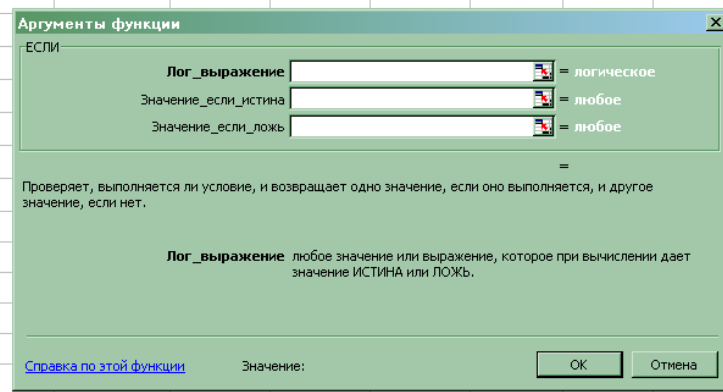 Аргументы функции
ЕСЛИ
Лог_выражение = логическое
Значение_если_истина = любое
Значение_если_ложь = любое
=
Проверяет, выполняется ли условие, и возвращает одно значение, если оно выполняется, и другое
значение, если нет.
Лог_выражение любое значение или выражение, которое при вычислении дает
значение ИСТИНА или ЛОЖЬ.
Справка по этой функции Значение: OK Отмена